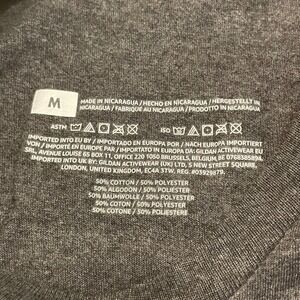 M
MADE IN NICARAGUA / HECHO EN NICARAGUA / HERGESTELLT IN
NICARAGUA / FABRIQUÉ AU NICARAGUA / PRODOTTO IN NICARAGUA
ASTM
ISO
IMPORTED INTO EU BY / IMPORTADO EN EUROPA POR / NACH EUROPA IMPORTIERT
VON / IMPORTÉ EN EUROPE PAR / IMPORTATO IN EUROPA DA: GILDAN ACTIVEWEAR EU
SRL, AVENUE LOUISE 65 BOX 11, OFFICE 220 1050 BRUSSELS, BELGIUM, BE 0768385894.
IMPORTED INTO UK BY: GILDAN ACTIVEWEAR (UK) LTD, 5 NEW STREET SQUARE,
LONDON, UNITED KINGDOM, EC4A 3TW, REG: #03929879.
50% COTTON / 50% POLYESTER
50% ALGODON / 50% POLIESTER
50% BAUMWOLLE / 50% POLYESTER
50% COTON / 50% POLYESTER
50% COTONE / 50% POLIESTERE